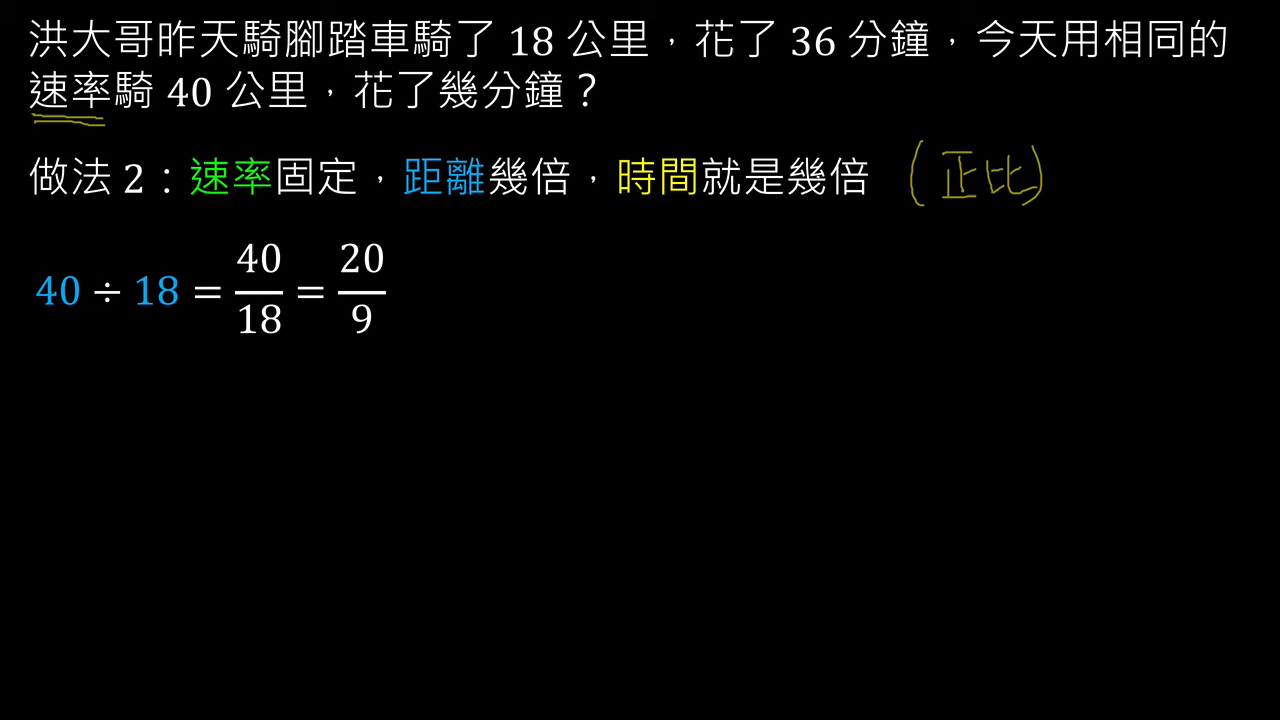 洪大哥昨天騎腳踏車騎了 18 公里，花了 36 分鐘，今天用相同的
速率騎 40 公里，花了幾分鐘？
做法 2：速率固定，距離幾倍，時間就是幾倍 (正比)
40 ÷ 18 = 40/18 = 20/9